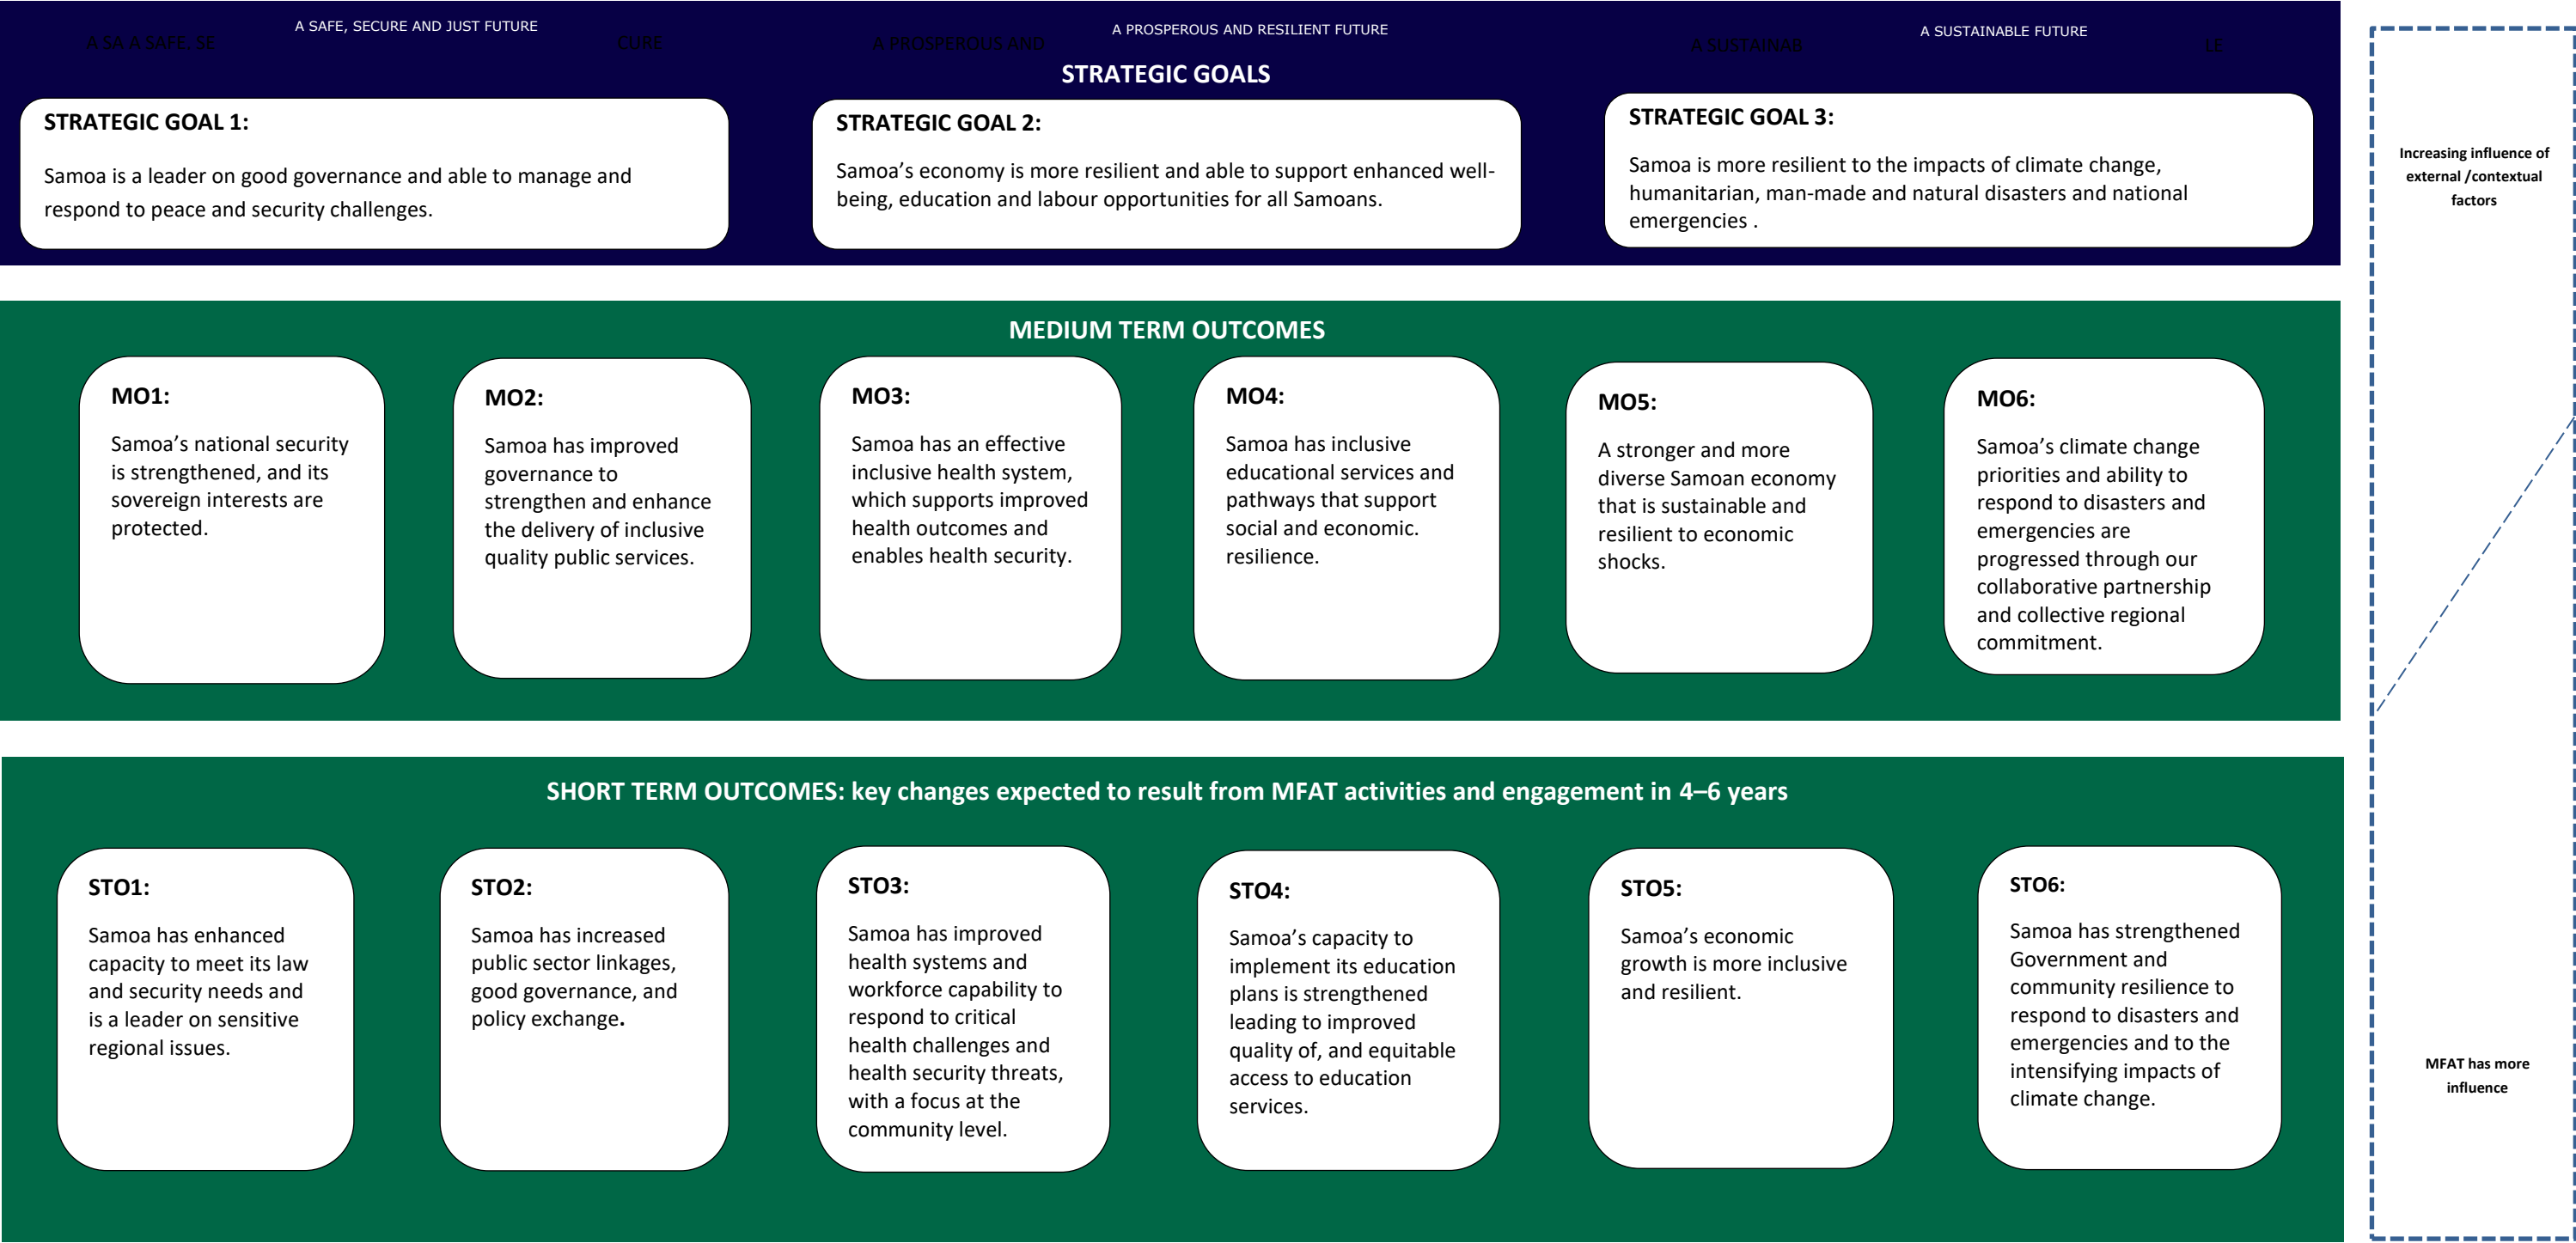 A SAFE, SECURE AND JUST FUTURE
A PROSPEROUS AND RESILIENT FUTURE
A SUSTAINABLE FUTURE
A SA A SAFE, SE
CURE
A PROSPEROUS AND
A SUSTAINAB
LE
STRATEGIC GOALS
STRATEGIC GOAL 1:
Samoa is a leader on good governance and able to manage and
respond to peace and security challenges.
STRATEGIC GOAL 2:
Samoa’s economy is more resilient and able to support enhanced well-
being, education and labour opportunities for all Samoans.
STRATEGIC GOAL 3:
Samoa is more resilient to the impacts of climate change,
humanitarian, man-made and natural disasters and national
emergencies .
Increasing influence of
external /contextual
factors
MEDIUM TERM OUTCOMES
MO1:
Samoa’s national security
is strengthened, and its
sovereign interests are
protected.
MO2:
Samoa has improved
governance to
strengthen and enhance
the delivery of inclusive
quality public services.
MO3:
Samoa has an effective
inclusive health system,
which supports improved
health outcomes and
enables health security.
MO4:
Samoa has inclusive
educational services and
pathways that support
social and economic.
resilience.
MO5:
A stronger and more
diverse Samoan economy
that is sustainable and
resilient to economic
shocks.
MO6:
Samoa’s climate change
priorities and ability to
respond to disasters and
emergencies are
progressed through our
collaborative partnership
and collective regional
commitment.
SHORT TERM OUTCOMES: key changes expected to result from MFAT activities and engagement in 4–6 years
STO1:
Samoa has enhanced
capacity to meet its law
and security needs and
is a leader on sensitive
regional issues.
STO2:
Samoa has increased
public sector linkages,
good governance, and
policy exchange.
STO3:
Samoa has improved
health systems and
workforce capability to
respond to critical
health challenges and
health security threats,
with a focus at the
community level.
STO4:
Samoa’s capacity to
implement its education
plans is strengthened
leading to improved
quality of, and equitable
access to education
services.
STO5:
Samoa’s economic
growth is more inclusive
and resilient.
STO6:
Samoa has strengthened
Government and
community resilience to
respond to disasters and
emergencies and to the
intensifying impacts of
climate change.
MFAT has more
influence